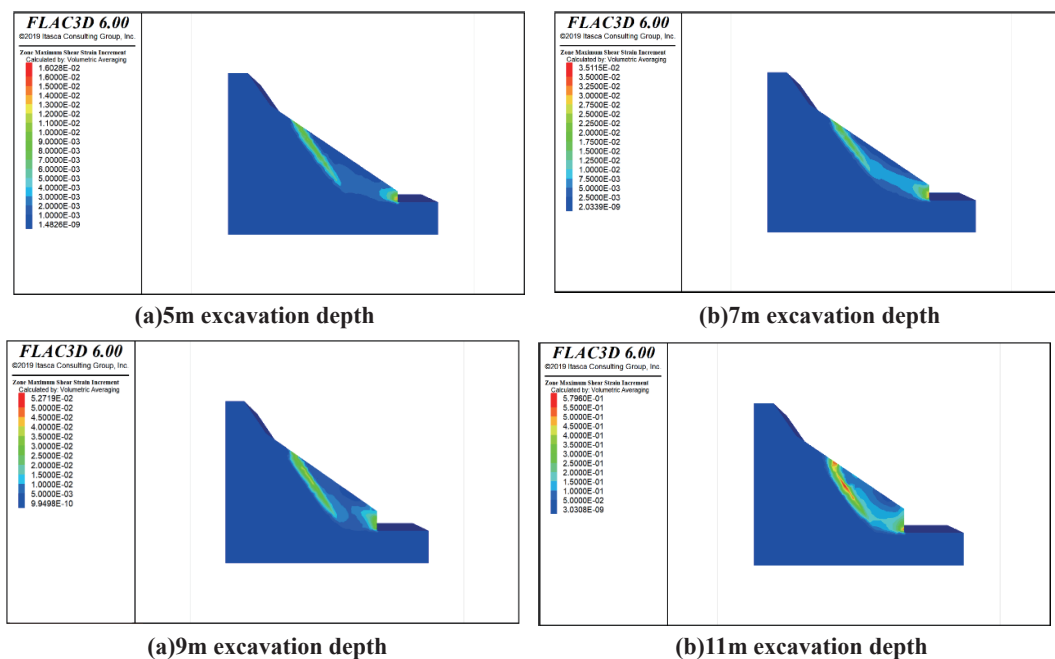 FLAC3D 6.00
©2019 Itasca Consulting Group, Inc.
Zone Maximum Shear Strain Increment
Calculated by: Volumetric Averaging
1.6028E-02
1.6000E-02
1.5000E-02
1.4000E-02
1.3000E-02
1.2000E-02
1.1000E-02
1.0000E-02
9.0000E-03
8.0000E-03
7.0000E-03
6.0000E-03
5.0000E-03
4.0000E-03
3.0000E-03
2.0000E-03
1.0000E-03
1.4826E-09
(a)5m excavation depth
FLAC3D 6.00
©2019 Itasca Consulting Group, Inc.
Zone Maximum Shear Strain Increment
Calculated by: Volumetric Averaging
3.5115E-02
3.5000E-02
3.2500E-02
3.0000E-02
2.7500E-02
2.5000E-02
2.2500E-02
2.0000E-02
1.7500E-02
1.5000E-02
1.2500E-02
1.0000E-02
7.5000E-03
5.0000E-03
2.5000E-03
2.0339E-09
(b)7m excavation depth
FLAC3D 6.00
©2019 Itasca Consulting Group, Inc.
Zone Maximum Shear Strain Increment
Calculated by: Volumetric Averaging
5.2719E-02
5.0000E-02
4.5000E-02
4.0000E-02
3.5000E-02
3.0000E-02
2.5000E-02
2.0000E-02
1.5000E-02
1.0000E-02
5.0000E-03
9.9498E-10
(a)9m excavation depth
FLAC3D 6.00
©2019 Itasca Consulting Group, Inc.
Zone Maximum Shear Strain Increment
Calculated by: Volumetric Averaging
5.7960E-01
5.5000E-01
5.0000E-01
4.5000E-01
4.0000E-01
3.5000E-01
3.0000E-01
2.5000E-01
2.0000E-01
1.5000E-01
1.0000E-01
5.0000E-02
3.0308E-09
(b)11m excavation depth